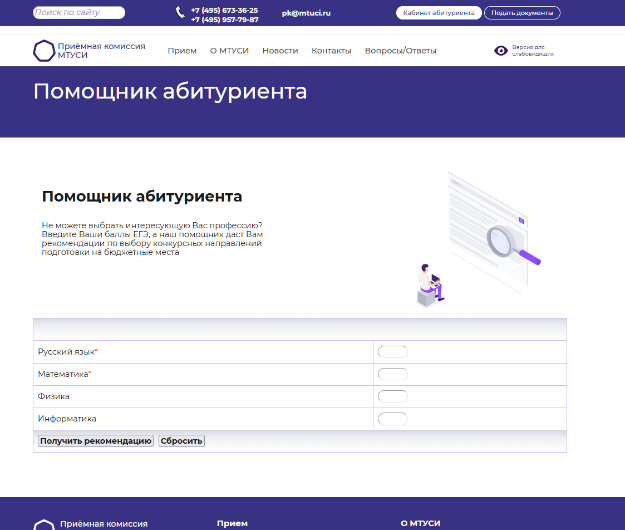 Поиск по сайту
+7 (495) 673-36-25
+7 (495) 957-79-87
pk@mtuci.ru
Кабинет абитуриента
Подать документы
Приёмная комиссия
МТУСИ
Прием
О МТУСИ
Новости
Контакты
Вопросы/Ответы
Версия для
слабовидящих
Помощник абитуриента
Помощник абитуриента
Не можете выбрать интересующую Вас профессию?
Введите Ваши баллы ЕГЭ, а наш помощник даст Вам
рекомендации по выбору конкурсных направлений
подготовки на бюджетные места
Русский язык*
Математика*
Физика
Информатика
Получить рекомендацию
Сбросить
Приёмная комиссия
Прием
О МТУСИ